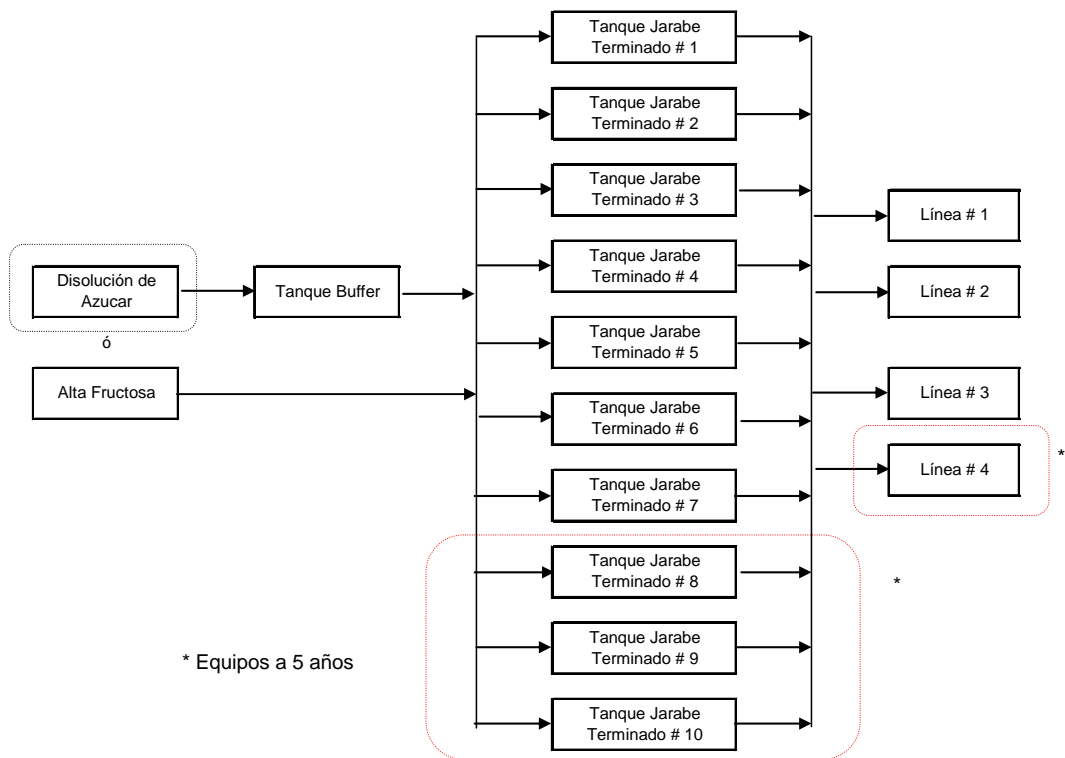 Disolución de
Azucar
ó
Alta Fructosa
Tanque Buffer
Tanque Jarabe
Terminado # 1
Tanque Jarabe
Terminado # 2
Tanque Jarabe
Terminado # 3
Tanque Jarabe
Terminado # 4
Tanque Jarabe
Terminado # 5
Tanque Jarabe
Terminado # 6
Tanque Jarabe
Terminado # 7
Tanque Jarabe
Terminado # 8
Tanque Jarabe
Terminado # 9
Tanque Jarabe
Terminado # 10
Línea # 1
Línea # 2
Línea # 3
Línea # 4
*
*
* Equipos a 5 años